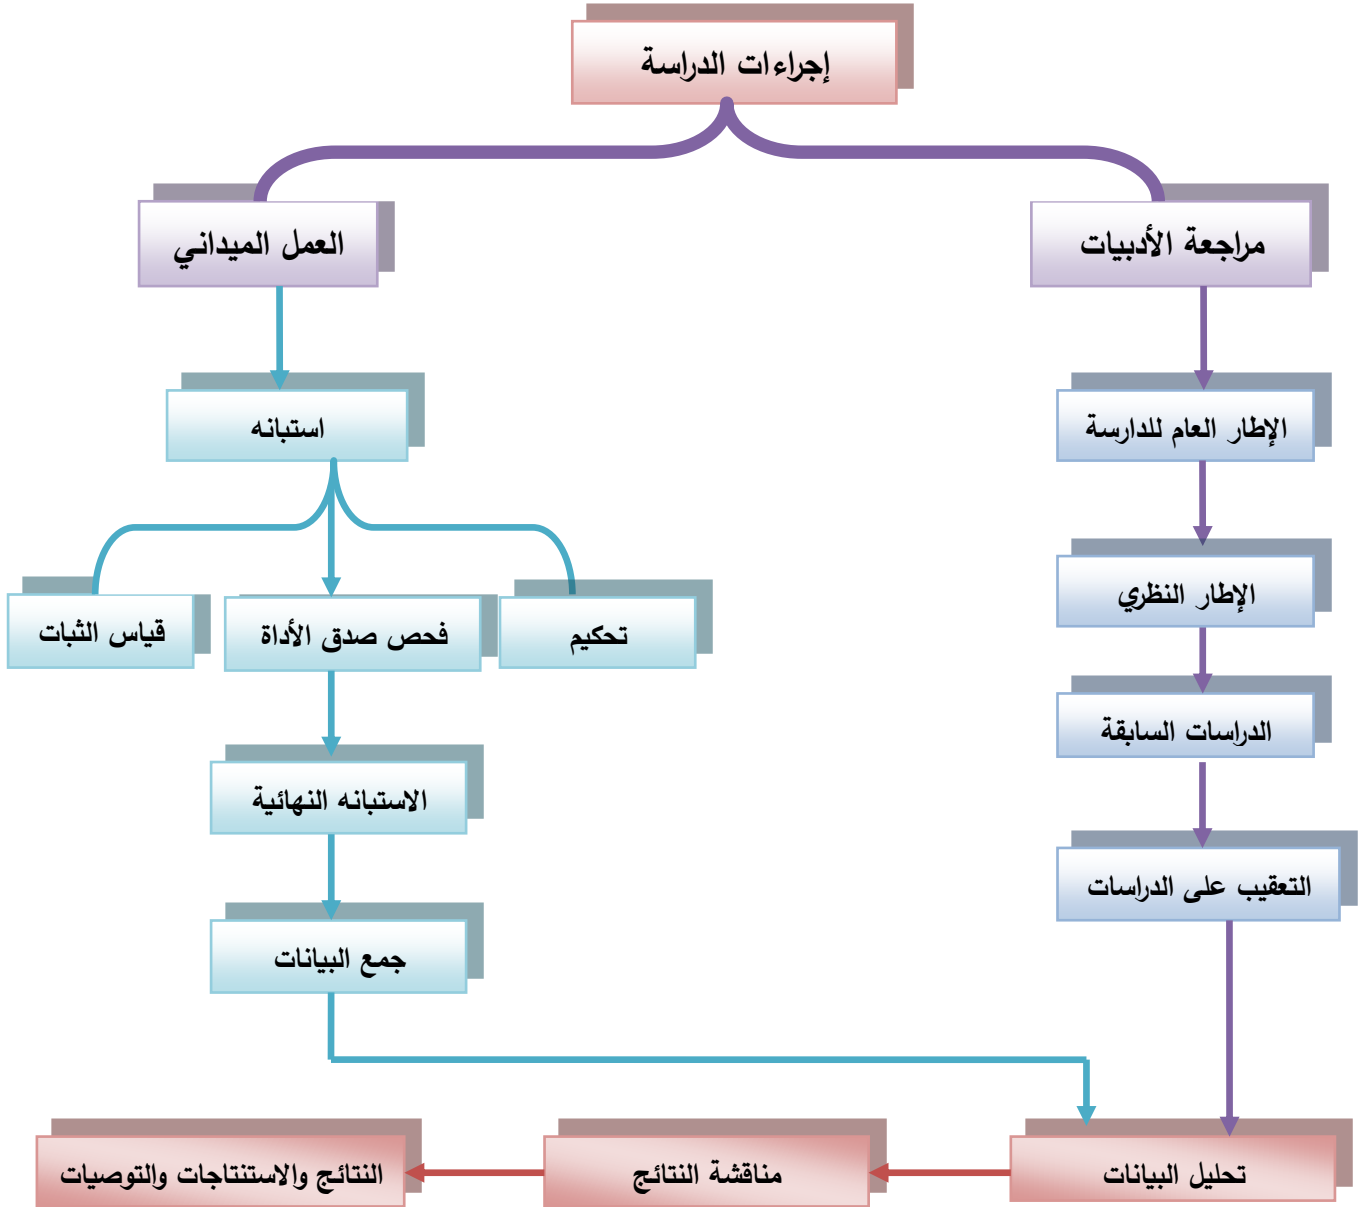 إجراءات الدراسة
مراجعة الأدبيات
العمل الميداني
الإطار العام للدارسة
استبانه
الإطار النظري
تحكيم
فحص صدق الأداة
قياس الثبات
الدراسات السابقة
الاستبانه النهائية
التعقيب على الدراسات
جمع البيانات
تحليل البيانات
مناقشة النتائج
النتائج والاستنتاجات والتوصيات